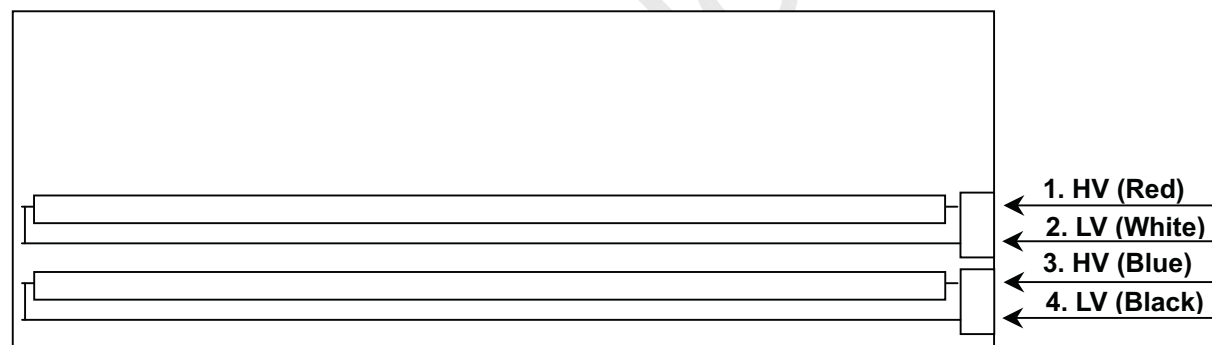 1. HV (Red)
2. LV (White)
3. HV (Blue)
4. LV (Black)